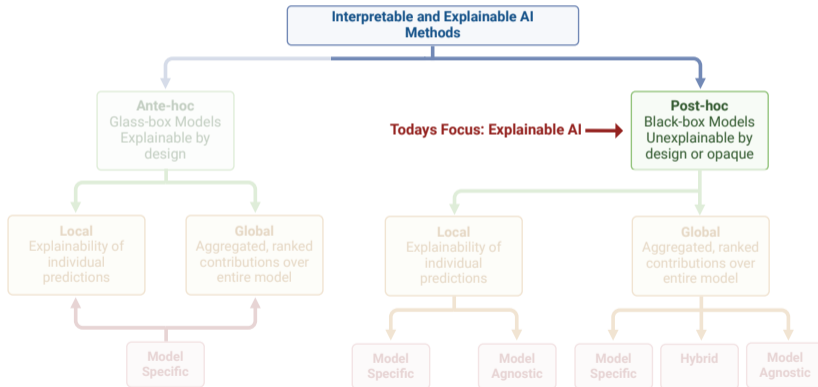 Interpretable and Explainable AI
Methods
Ante-hoc
Glass-box Models
Explainable by
design
Todays Focus: Explainable AI
Post-hoc
Black-box Models
Unexplainable by
design or opaque
Local
Explainability of
individual
predictions
Global
Aggregated, ranked
contributions over
entire model
Local
Explainability of
individual
predictions
Global
Aggregated, ranked
contributions over
entire model
Model
Specific
Model
Specific
Model
Agnostic
Model
Specific
Hybrid
Model
Agnostic